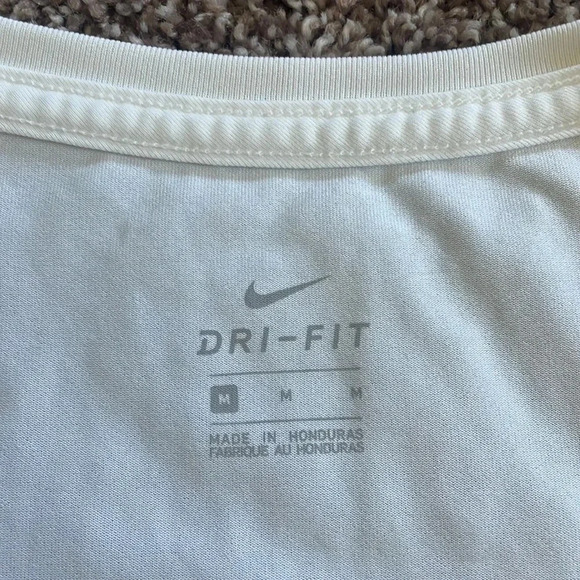 DRI-FIT
M M M
MADE IN HONDURAS
FABRIQUE AU HONDURAS